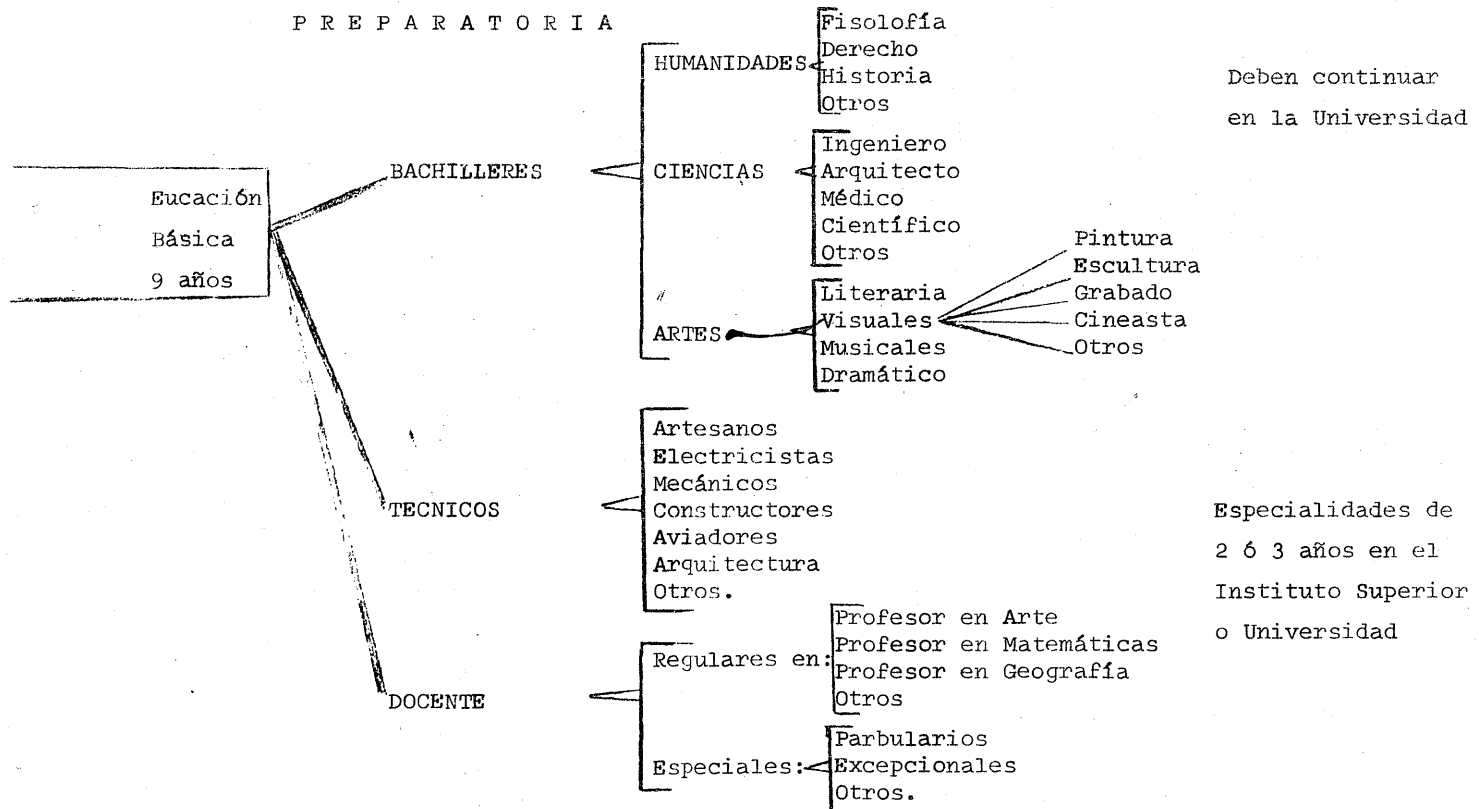 P R E P A R A T O R I A
Eucación
Básica
9 años
BACHILLERES
HUMANIDADES
Fisolofía
Derecho
Historia
Otros
CIENCIAS
Ingeniero
Arquitecto
Médico
Científico
Otros
ARTES
Literaria
Visuales
Musicales
Dramático
Pintura
Escultura
Grabado
Cineasta
Otros
Deben continuar
en la Universidad
TECNICOS
Artesanos
Electricistas
Mecánicos
Constructores
Aviadores
Arquitectura
Otros.
DOCENTE
Regulares en:
Profesor en Arte
Profesor en Matemáticas
Profesor en Geografía
Otros
Especiales:
Parbularios
Excepcionales
Otros.
Especialidades de
2 ó 3 años en el
Instituto Superior
o Universidad